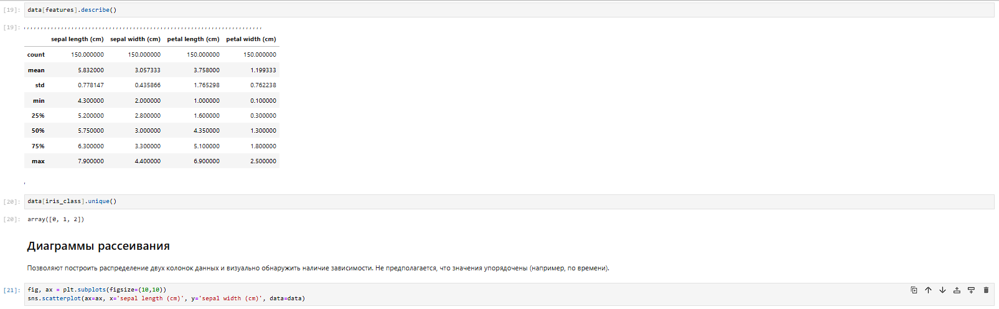 [19]: data[features].describe()
[19]:
sepal length (cm) sepal width (cm) petal length (cm) petal width (cm)
count 150.000000 150.000000 150.000000 150.000000
mean 5.832000 3.057333 3.758000 1.199333
std 0.778147 0.435866 1.765298 0.762238
min 4.300000 2.000000 1.000000 0.100000
25% 5.200000 2.800000 1.600000 0.300000
50% 5.750000 3.000000 4.350000 1.300000
75% 6.300000 3.300000 5.100000 1.800000
max 7.900000 4.400000 6.900000 2.500000
[20]: data[iris_class].unique()
[20]: array([0, 1, 2])
Диаграммы рассеивания
Позволяют построить распределение двух колонок данных и визуально обнаружить наличие зависимости. Не предполагается, что значения упорядочены (например, по времени).
[21]: fig, ax = plt.subplots(figsize=(10,10))
sns.scatterplot(ax=ax, x='sepal length (cm)', y='sepal width (cm)', data=data)